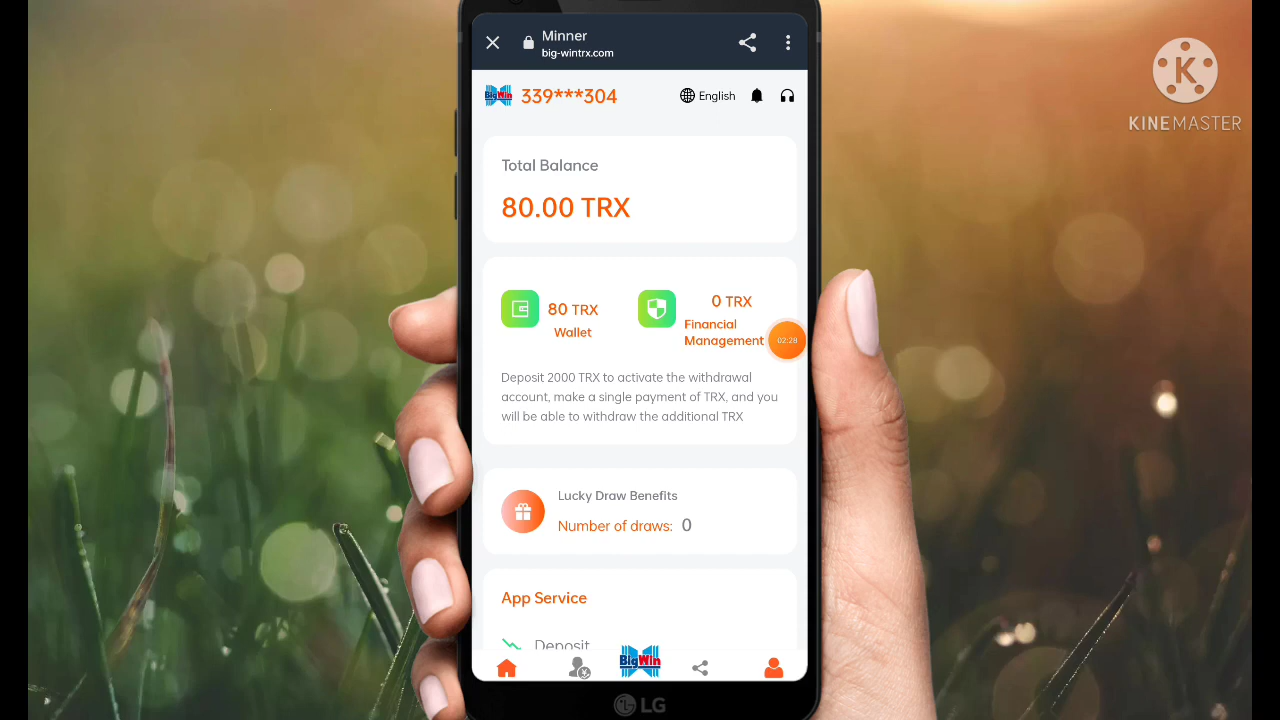 Minner
big-wintrx.com
BigWin 339***304 English
Total Balance
80.00 TRX
80 TRX
Wallet
0 TRX
Financial
Management
02:28
Deposit 2000 TRX to activate the withdrawal
account, make a single payment of TRX, and you
will be able to withdraw the additional TRX
Lucky Draw Benefits
Number of draws: 0
App Service
Deposit
BigWin
LG
K
KINEMASTER